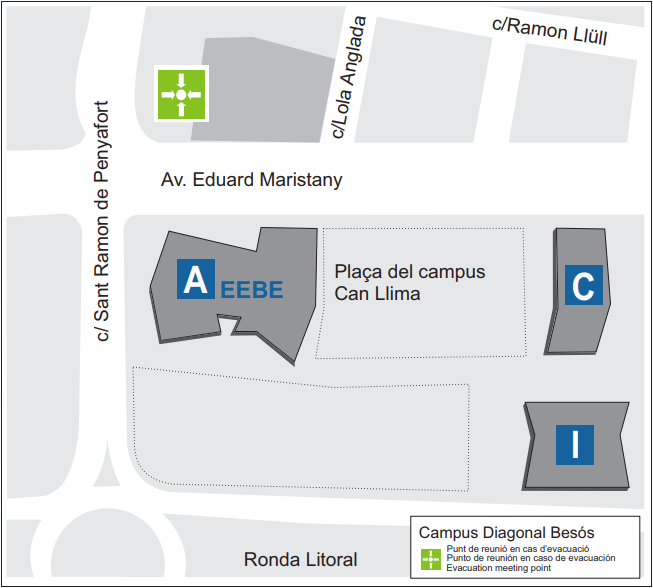 c/Ramon Llüll
c/Lola Anglada
c/ Sant Ramon de Penyafort
Av. Eduard Maristany
A
EEBE
Plaça del campus
Can Llima
C
I
Ronda Litoral
Campus Diagonal Besós
Punt de reunió en cas d'evacuació
Punto de reunión en caso de evacuación
Evacuation meeting point